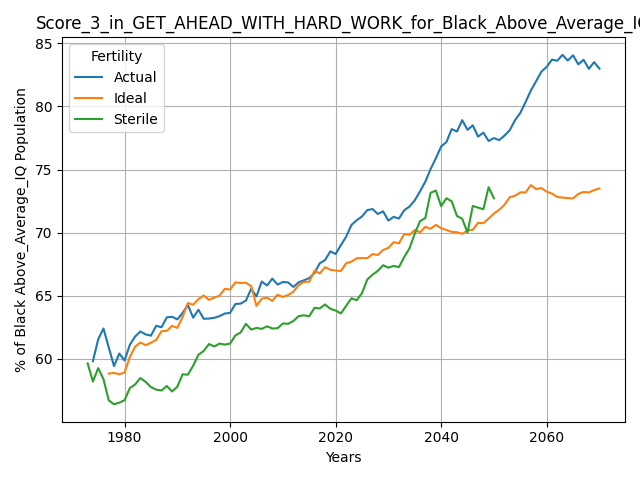 Score_3_in_GET_AHEAD_WITH_HARD_WORK_for_Black_Above_Average_IQ
Fertility
Actual
Ideal
Sterile
% of Black Above_Average_IQ Population
85
80
75
70
65
60
1980
2000
2020
2040
2060
Years